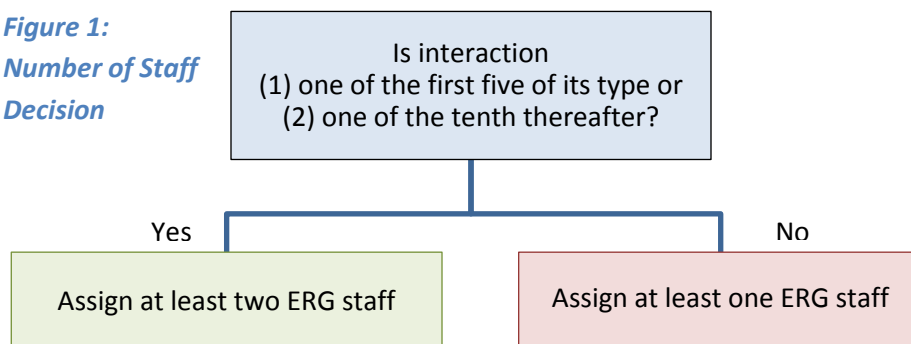 Figure 1:
Number of Staff
Decision
Is interaction
(1) one of the first five of its type or
(2) one of the tenth thereafter?
Yes
No
Assign at least two ERG staff
Assign at least one ERG staff